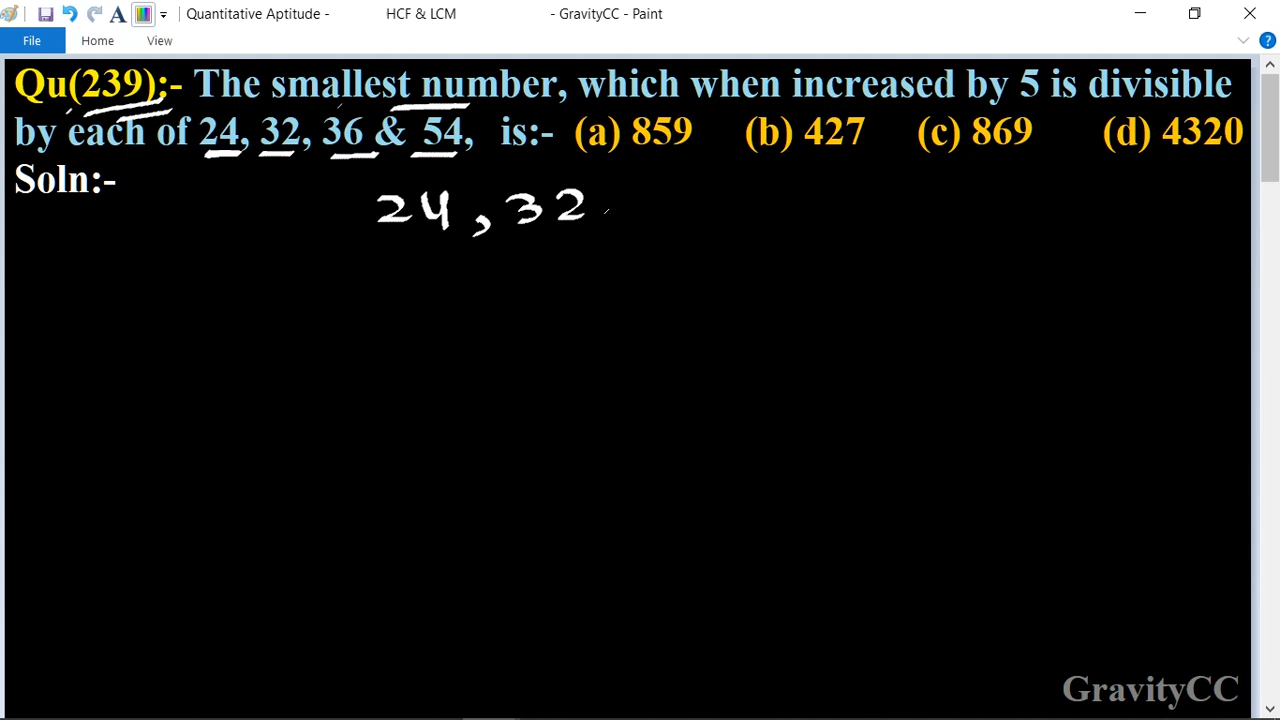 Quantitative Aptitude - HCF & LCM - GravityCC - Paint
File Home View
Qu(239):- The smallest number, which when increased by 5 is divisible
by each of 24, 32, 36 & 54, is:- (a) 859 (b) 427 (c) 869 (d) 4320
Soln:-
24 , 32
GravityCC